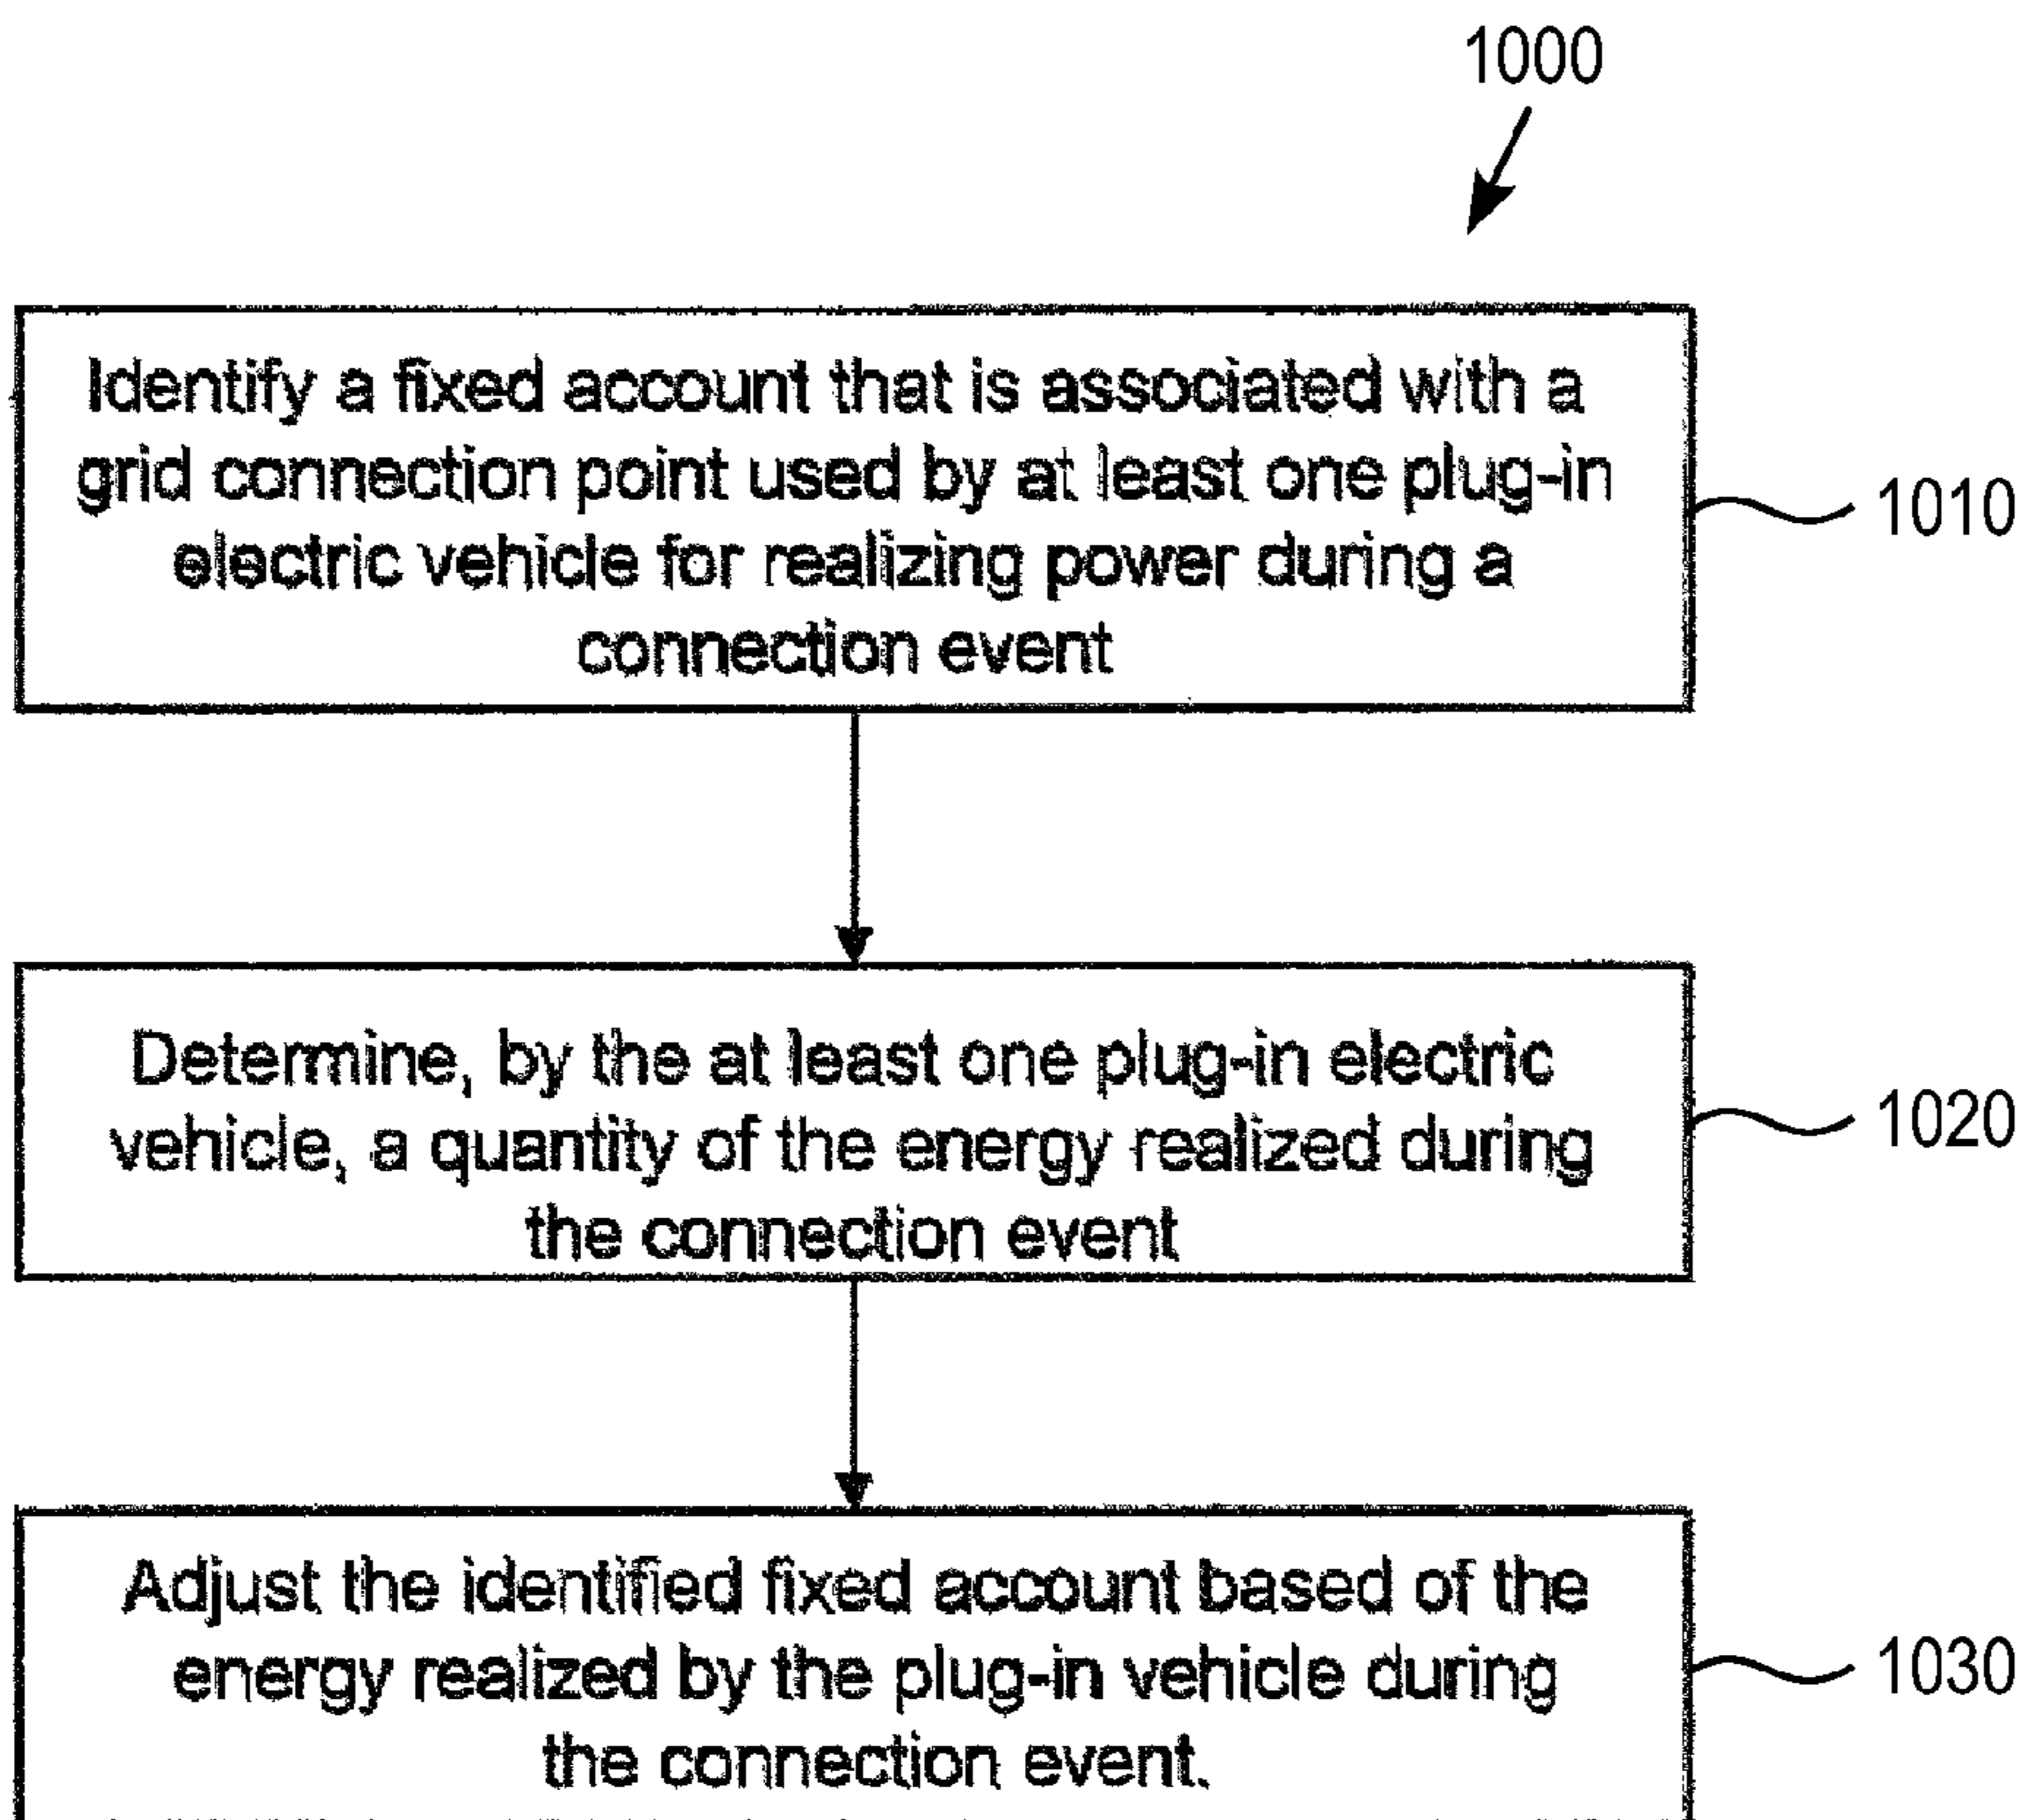 1000
Identify a fixed account that is associated with a
grid connection point used by at least one plug-in
electric vehicle for realizing power during a
connection event
1010
Determine, by the at least one plug-in electric
vehicle, a quantity of the energy realized during
the connection event
1020
Adjust the identified fixed account based of the
energy realized by the plug-in vehicle during
the connection event.
1030